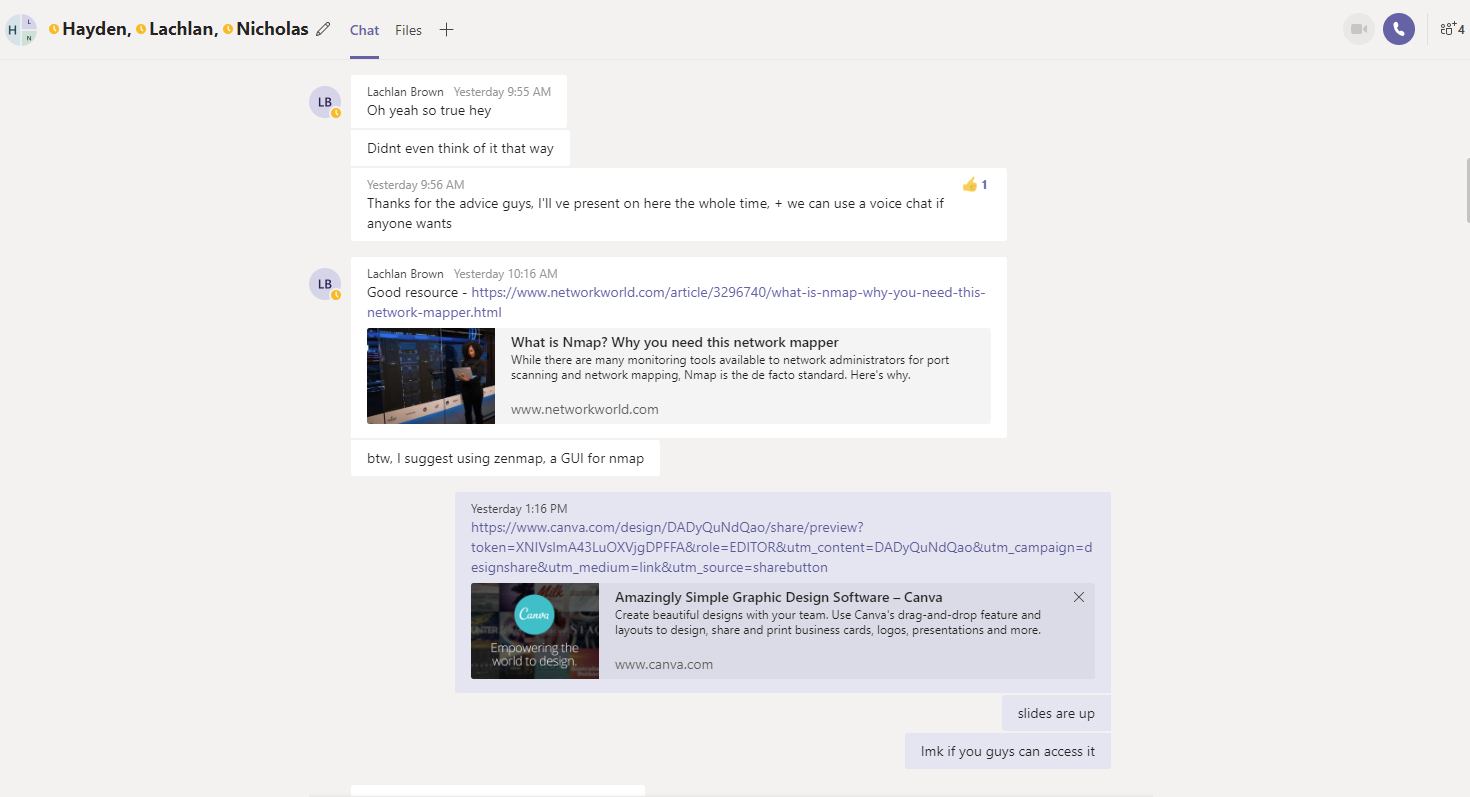 H L N Hayden, Lachlan, Nicholas Chat Files 4
LB
Lachlan Brown Yesterday 9:55 AM
Oh yeah so true hey
Didnt even think of it that way
Yesterday 9:56 AM 1
Thanks for the advice guys, I'll ve present on here the whole time, + we can use a voice chat if
anyone wants
LB
Lachlan Brown Yesterday 10:16 AM
Good resource - https://www.networkworld.com/article/3296740/what-is-nmap-why-you-need-this-
network-mapper.html
What is Nmap? Why you need this network mapper
While there are many monitoring tools available to network administrators for port
scanning and network mapping, Nmap is the de facto standard. Here's why.
www.networkworld.com
btw, I suggest using zenmap, a GUI for nmap
Yesterday 1:16 PM
https://www.canva.com/design/DADyQuNdQao/share/preview?
token=XNIVslmA43LuOXVjgDPFFA&role=EDITOR&utm_content=DADyQuNdQao&utm_campaign=d
esignshare&utm_medium=link&utm_source=sharebutton
Canva
Empowering the
world to design.
Amazingly Simple Graphic Design Software – Canva
Create beautiful designs with your team. Use Canva's drag-and-drop feature and
layouts to design, share and print business cards, logos, presentations and more.
www.canva.com
slides are up
lmk if you guys can access it